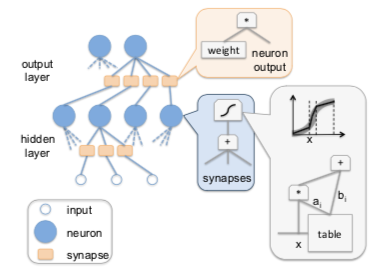 *
weight
neuron
output
output
layer
hidden
layer
+
synapses
x
+
*
a_i
b_i
x
table
input
neuron
synapse